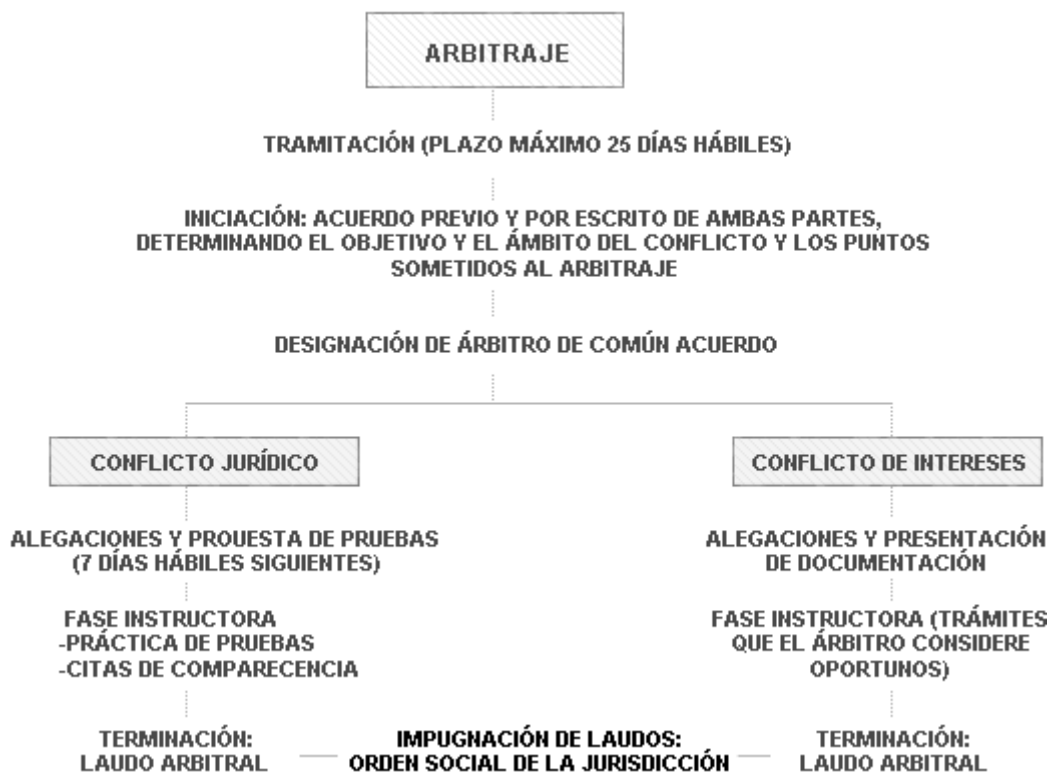 ARBITRAJE
TRAMITACIÓN (PLAZO MÁXIMO 25 DÍAS HÁBILES)
INICIACIÓN: ACUERDO PREVIO Y POR ESCRITO DE AMBAS PARTES,
DETERMINANDO EL OBJETIVO Y EL ÁMBITO DEL CONFLICTO Y LOS PUNTOS
SOMETIDOS AL ARBITRAJE
DESIGNACIÓN DE ÁRBITRO DE COMÚN ACUERDO
CONFLICTO JURÍDICO
ALEGACIONES Y PROUESTA DE PRUEBAS
(7 DÍAS HÁBILES SIGUIENTES)
FASE INSTRUCTORA
-PRÁCTICA DE PRUEBAS
-CITAS DE COMPARECENCIA
TERMINACIÓN:
LAUDO ARBITRAL
CONFLICTO DE INTERESES
ALEGACIONES Y PRESENTACIÓN
DE DOCUMENTACIÓN
FASE INSTRUCTORA (TRÁMITES
QUE EL ÁRBITRO CONSIDERE
OPORTUNOS)
TERMINACIÓN:
LAUDO ARBITRAL
IMPUGNACIÓN DE LAUDOS:
ORDEN SOCIAL DE LA JURISDICCIÓN